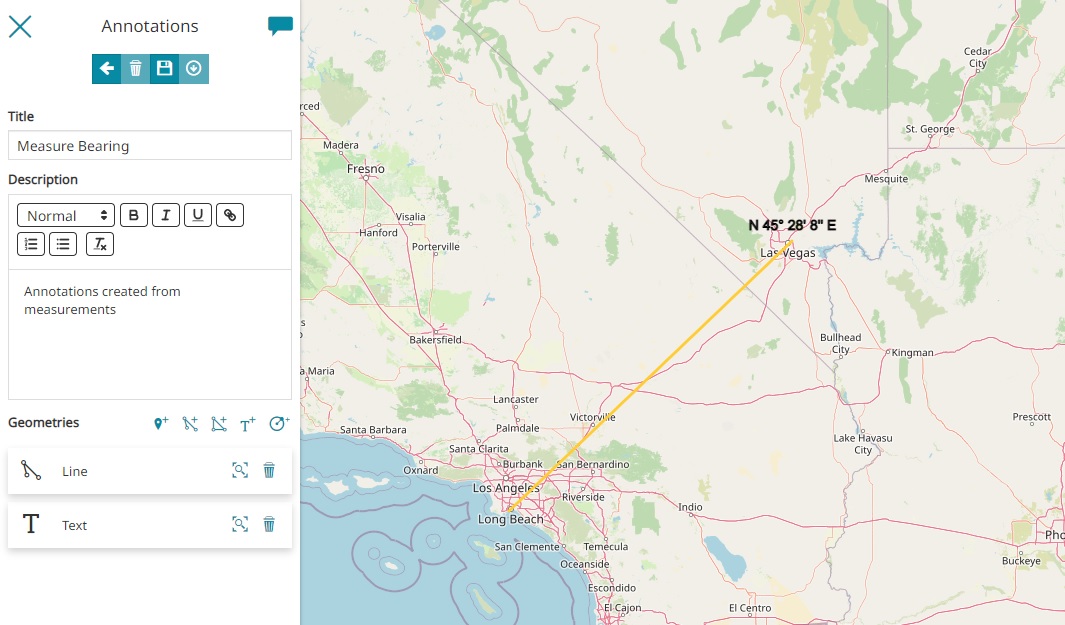 Annotations
Title
Measure Bearing
Description
Normal
B
I
U
Tx
Annotations created from
measurements
Geometries
Line
Text
rced
Madera
Fresno
Visalia
Hanford
Porterville
s
Bakersfield
a Maria
Lancaster
Palmdale
Santa Barbara
Santa Clarita
Oxnard
Burbank
Los Angeles
Long Beach
San Clemente
Victorville
San Bernardino
Riverside
Temecula
Oceanside
Escondido
El Cajon
Indio
El Centro
N 45° 28' 8" E
Las Vegas
Cedar
City
St. George
Mesquite
Bullhead
City
Kingman
Lake Havasu
City
Prescott
Pho
Buckeye